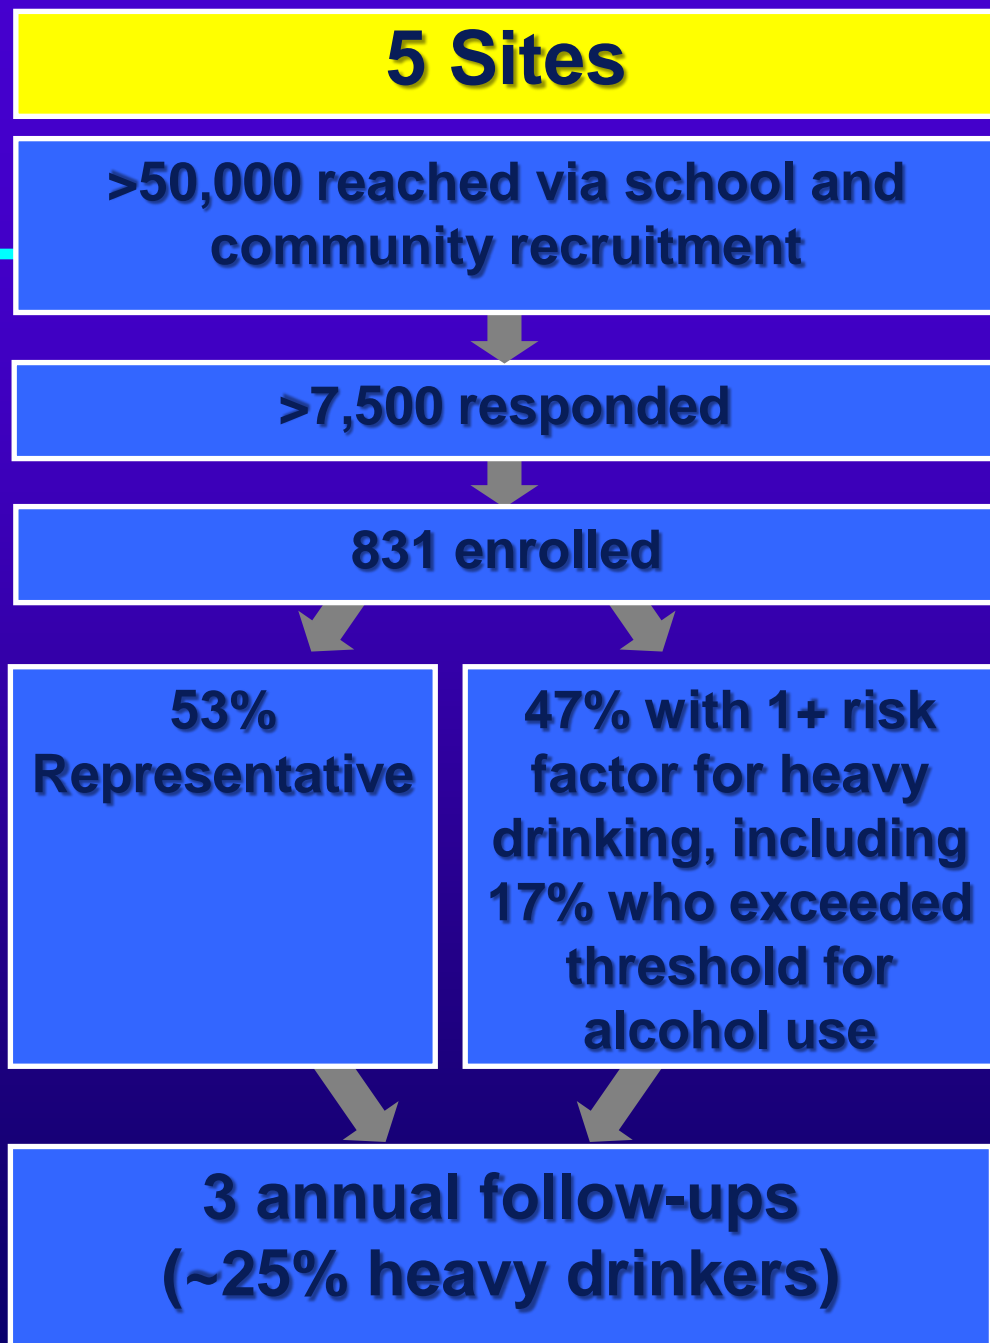 5 Sites
>50,000 reached via school and
community recruitment
>7,500 responded
831 enrolled
53%
Representative
47% with 1+ risk
factor for heavy
drinking, including
17% who exceeded
threshold for
alcohol use
3 annual follow-ups
(~25% heavy drinkers)